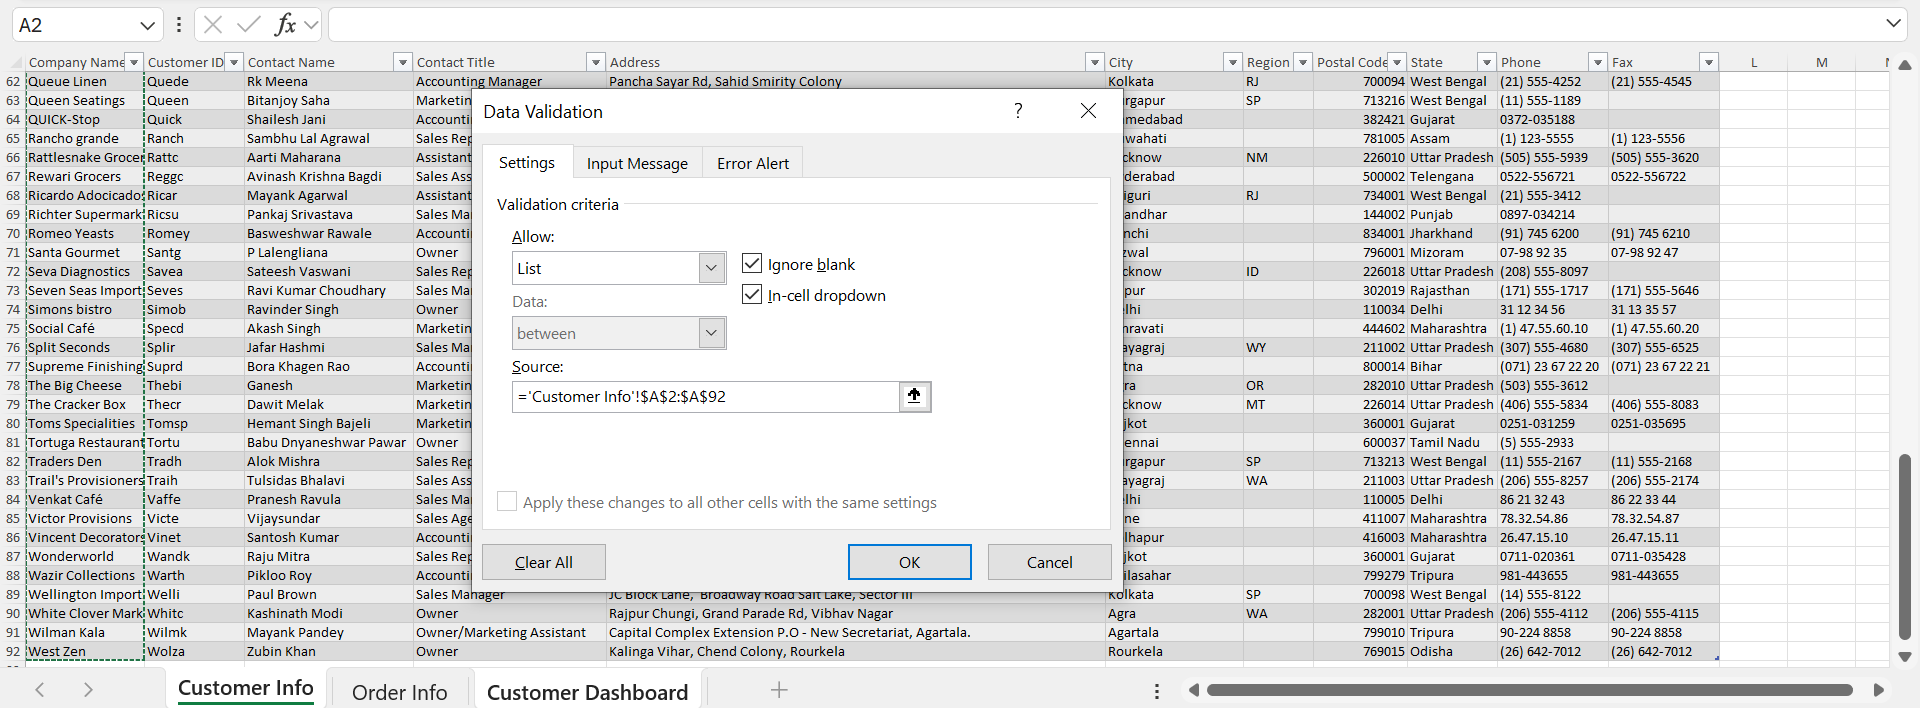 A2
fx
Company Name Customer ID Contact Name Contact Title Address City Region Postal Code State Phone Fax L M
62 Queue Linen Quede Rk Meena Accounting Manager Pancha Sayar Rd, Sahid Smirity Colony Kolkata RJ 700094 West Bengal (21) 555-4252 (21) 555-4545
63 Queen Seatings Queen Bitanjoy Saha Marketin urgapur SP 713216 West Bengal (11) 555-1189
64 QUICK-Stop Quick Shailesh Jani Accounti medabad 382421 Gujarat 0372-035188
65 Rancho grande Ranch Sambhu Lal Agrawal Sales Rep wahati 781005 Assam (1) 123-5555 (1) 123-5556
66 Rattlesnake Grocer Rattc Aarti Maharana Assistant cknow NM 226010 Uttar Pradesh (505) 555-5939 (505) 555-3620
67 Rewari Grocers Reggc Avinash Krishna Bagdi Sales Ass derabad 500002 Telengana 0522-556721 0522-556722
68 Ricardo Adocicado Ricar Mayank Agarwal Assistant iguri RJ 734001 West Bengal (21) 555-3412
69 Richter Supermark Ricsu Pankaj Srivastava Sales Ma andhar 144002 Punjab 0897-034214
70 Romeo Yeasts Romey Basweshwar Rawale Accounti nchi 834001 Jharkhand (91) 745 6200 (91) 745 6210
71 Santa Gourmet Santg P Lalengliana Owner zwal 796001 Mizoram 07-98 92 35 07-98 92 47
72 Seva Diagnostics Savea Sateesh Vaswani Sales Rep cknow ID 226018 Uttar Pradesh (208) 555-8097
73 Seven Seas Import Seves Ravi Kumar Choudhary Sales Ma pur 302019 Rajasthan (171) 555-1717 (171) 555-5646
74 Simons bistro Simob Ravinder Singh Owner lhi 110034 Delhi 31 12 34 56 31 13 35 57
75 Social Café Specd Akash Singh Marketin nravati 444602 Maharashtra (1) 47.55.60.10 (1) 47.55.60.20
76 Split Seconds Splir Jafar Hashmi Sales Ma ayagraj WY 211002 Uttar Pradesh (307) 555-4680 (307) 555-6525
77 Supreme Finishing Suprd Bora Khagen Rao Accounti tna 800014 Bihar (071) 23 67 22 20 (071) 23 67 22 21
78 The Big Cheese Thebi Ganesh Marketin ra OR 282010 Uttar Pradesh (503) 555-3612
79 The Cracker Box Thecr Dawit Melak Marketin cknow MT 226014 Uttar Pradesh (406) 555-5834 (406) 555-8083
80 Toms Specialities Tomsp Hemant Singh Bajeli Marketin jkot 360001 Gujarat 0251-031259 0251-035695
81 Tortuga Restaurant Tortu Babu Dnyaneshwar Pawar Owner ennai 600037 Tamil Nadu (5) 555-2933
82 Traders Den Tradh Alok Mishra Sales Rep urgapur SP 713213 West Bengal (11) 555-2167 (11) 555-2168
83 Trail's Provisioners Traih Tulsidas Bhalavi Sales Ass ayagraj WA 211003 Uttar Pradesh (206) 555-8257 (206) 555-2174
84 Venkat Café Vaffe Pranesh Ravula Sales Ma lhi 110005 Delhi 86 21 32 43 86 22 33 44
85 Victor Provisions Victe Vijaysundar Sales Age ne 411007 Maharashtra 78.32.54.86 78.32.54.87
86 Vincent Decorators Vinet Santosh Kumar Accounti lhapur 416003 Maharashtra 26.47.15.10 26.47.15.11
87 Wonderworld Wandk Raju Mitra Sales Rep jkot 360001 Gujarat 0711-020361 0711-035428
88 Wazir Collections Warth Pikloo Roy Accounti ilasahar 799279 Tripura 981-443655 981-443655
89 Wellington Import Welli Paul Brown Sales Manager JC Block Lane, Broadway Road Salt Lake, Sector III Kolkata SP 700098 West Bengal (14) 555-8122
90 White Clover Mark Whitc Kashinath Modi Owner Rajpur Chungi, Grand Parade Rd, Vibhav Nagar Agra WA 282001 Uttar Pradesh (206) 555-4112 (206) 555-4115
91 Wilman Kala Wilmk Mayank Pandey Owner/Marketing Assistant Capital Complex Extension P.O - New Secretariat, Agartala. Agartala 799010 Tripura 90-224 8858 90-224 8858
92 West Zen Wolza Zubin Khan Owner Kalinga Vihar, Chend Colony, Rourkela Rourkela 769015 Odisha (26) 642-7012 (26) 642-7012
Data Validation ?
Settings Input Message Error Alert
Validation criteria
Allow:
List
Ignore blank
Data:
In-cell dropdown
between
Source:
='Customer Info'!$A$2:$A$92
Apply these changes to all other cells with the same settings
Clear All OK Cancel
Customer Info Order Info Customer Dashboard